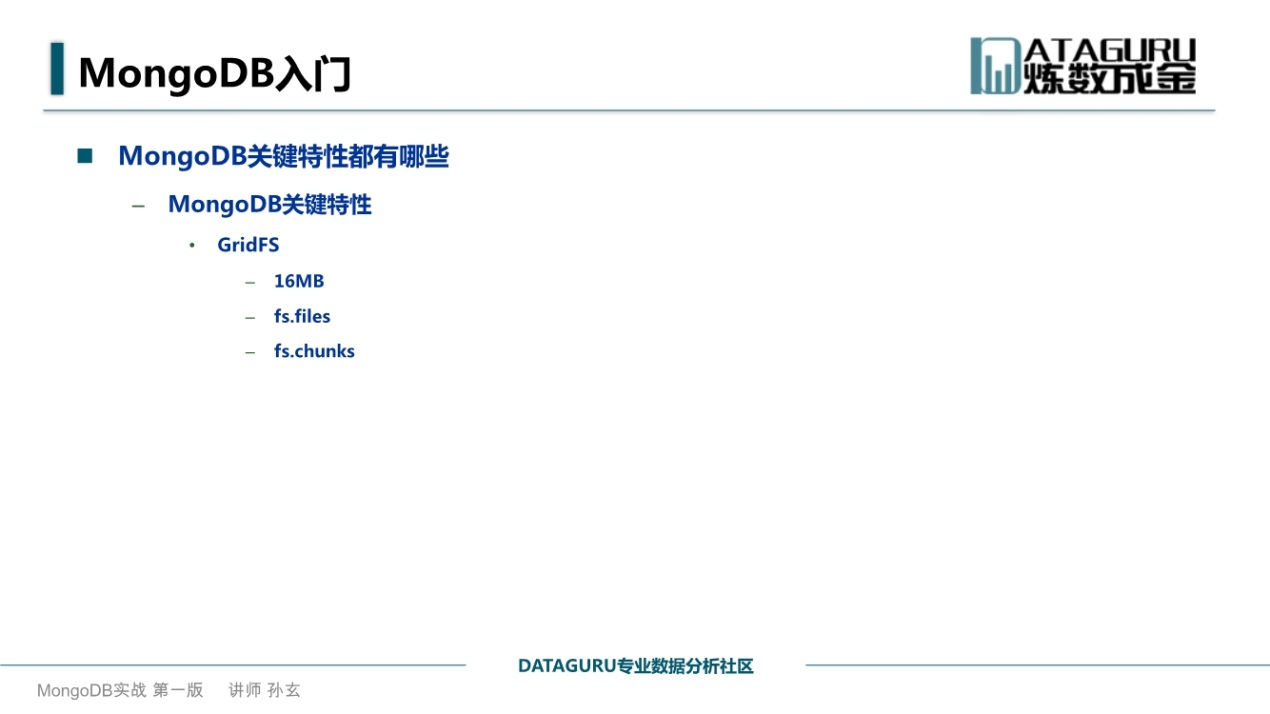 MongoDB入门
DATAGURU
炼数成金
■ MongoDB关键特性都有哪些
– MongoDB关键特性
• GridFS
– 16MB
– fs.files
– fs.chunks
DATAGURU专业数据分析社区
MongoDB实战 第一版 讲师 孙玄